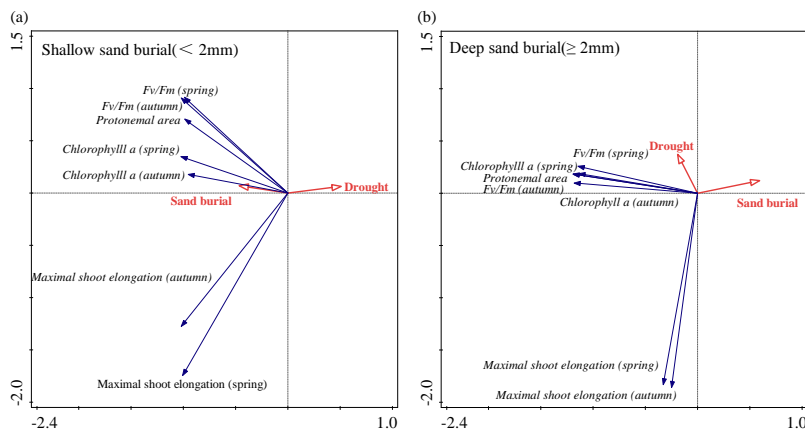 (a)
1.5
Shallow sand burial(< 2mm)
Fv/Fm (spring)
Fv/Fm (autumn)
Protonemal area
Chlorophylll a (spring)
Chlorophylll a (autumn)
Sand burial
Drought
Maximal shoot elongation (autumn)
Maximal shoot elongation (spring)
-2.0
-2.4
1.0
(b)
1.5
Deep sand burial(≥ 2mm)
Drought
Fv/Fm (spring)
Chlorophylll a (spring)
Protonemal area
Fv/Fm (autumn)
Chlorophyll a (autumn)
Sand burial
Maximal shoot elongation (spring)
Maximal shoot elongation (autumn)
-2.0
-2.4
1.0